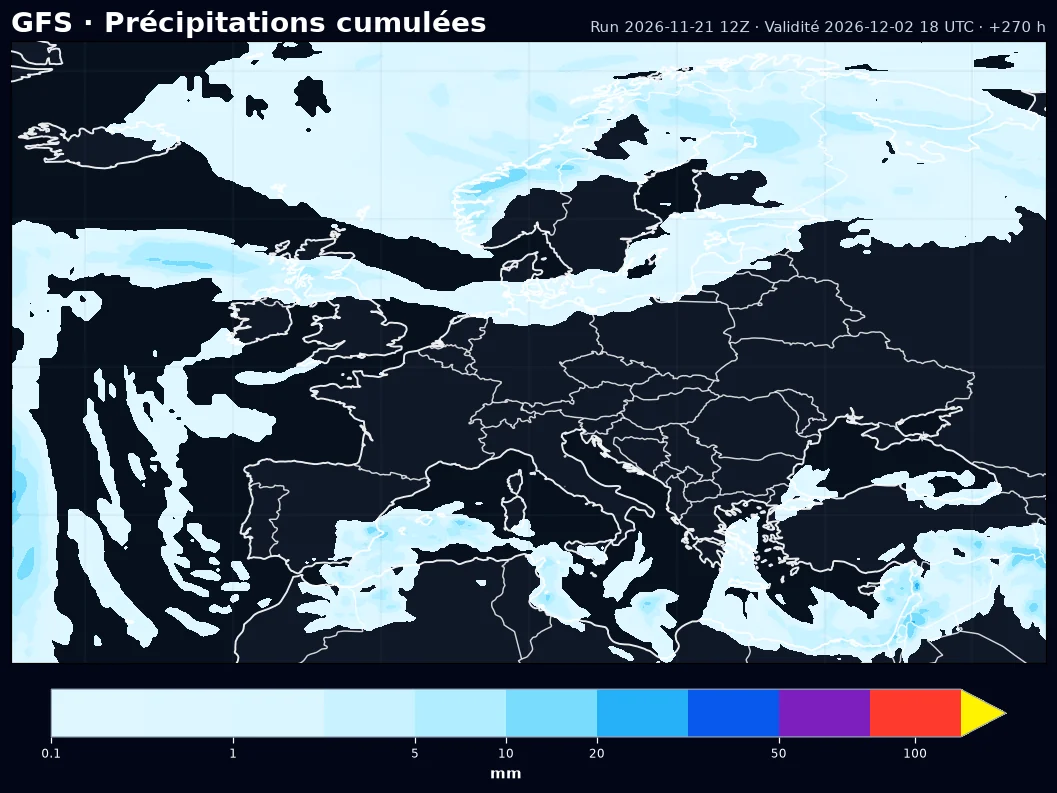 GFS · Précipitations cumulées
Run 2026-11-21 12Z · Validité 2026-12-02 18 UTC · +270 h
0.1 1 5 10 20 50 100
mm